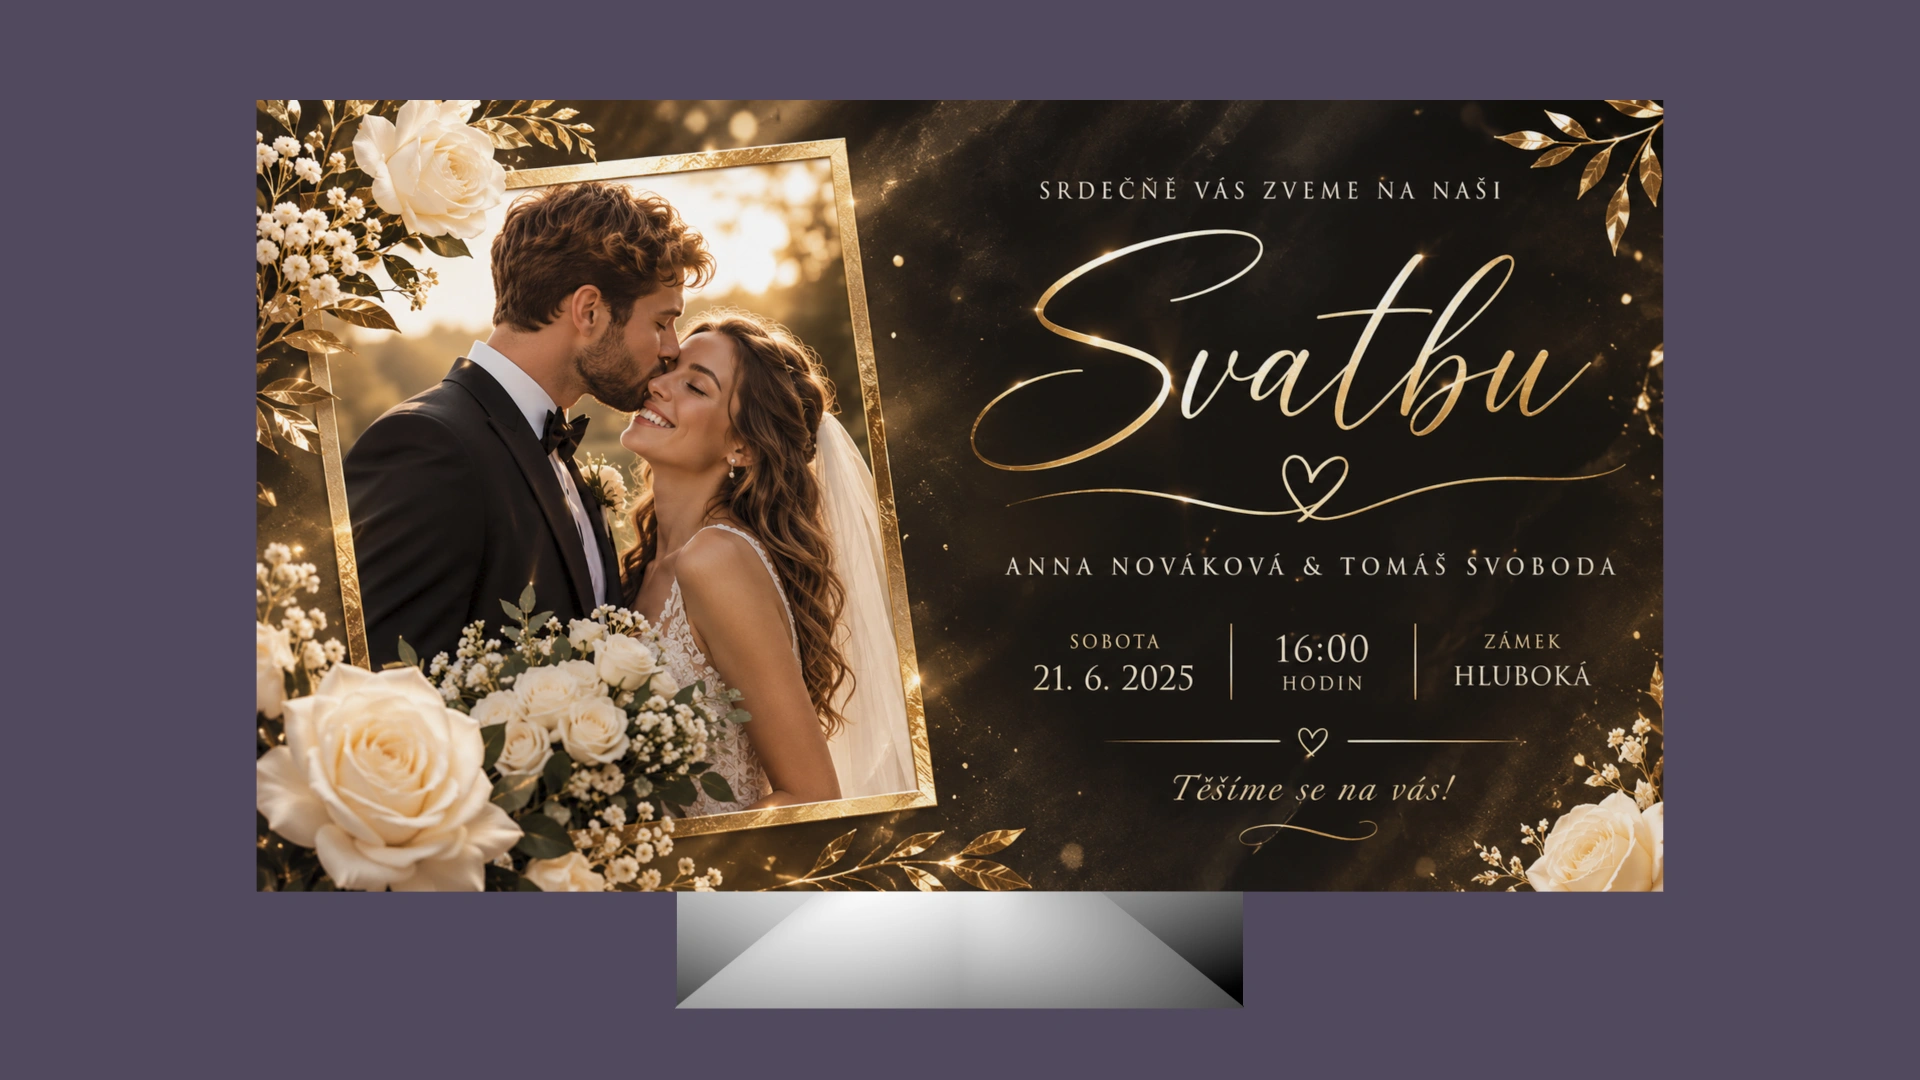 SRDEČNĚ VÁS ZVEME NA NAŠI
Svatbu
ANNA NOVÁKOVÁ & TOMÁŠ SVOBODA
SOBOTA
21. 6. 2025
16:00
HODIN
ZÁMEK
HLUBOKÁ
Těšíme se na vás!